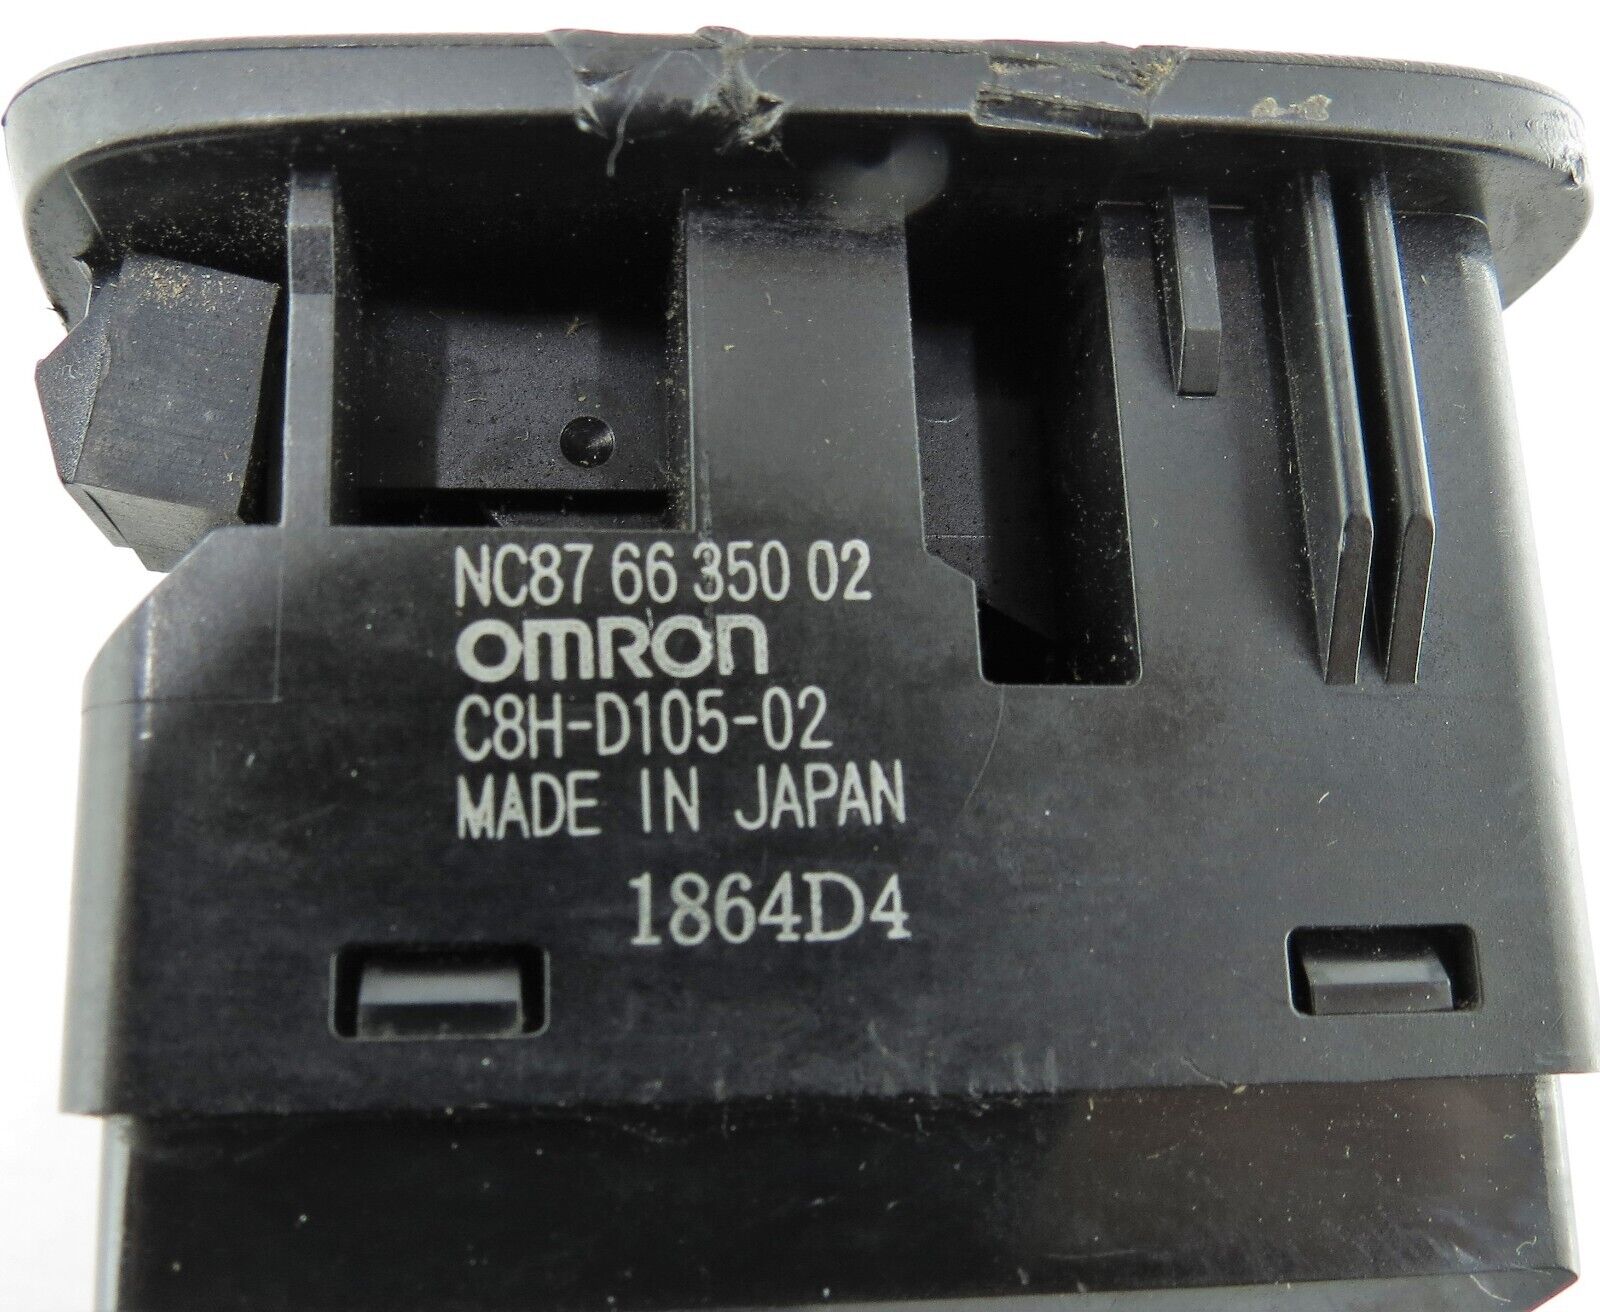 NC87 66 350 02
OMRON
C8H-D105-02
MADE IN JAPAN
1864D4